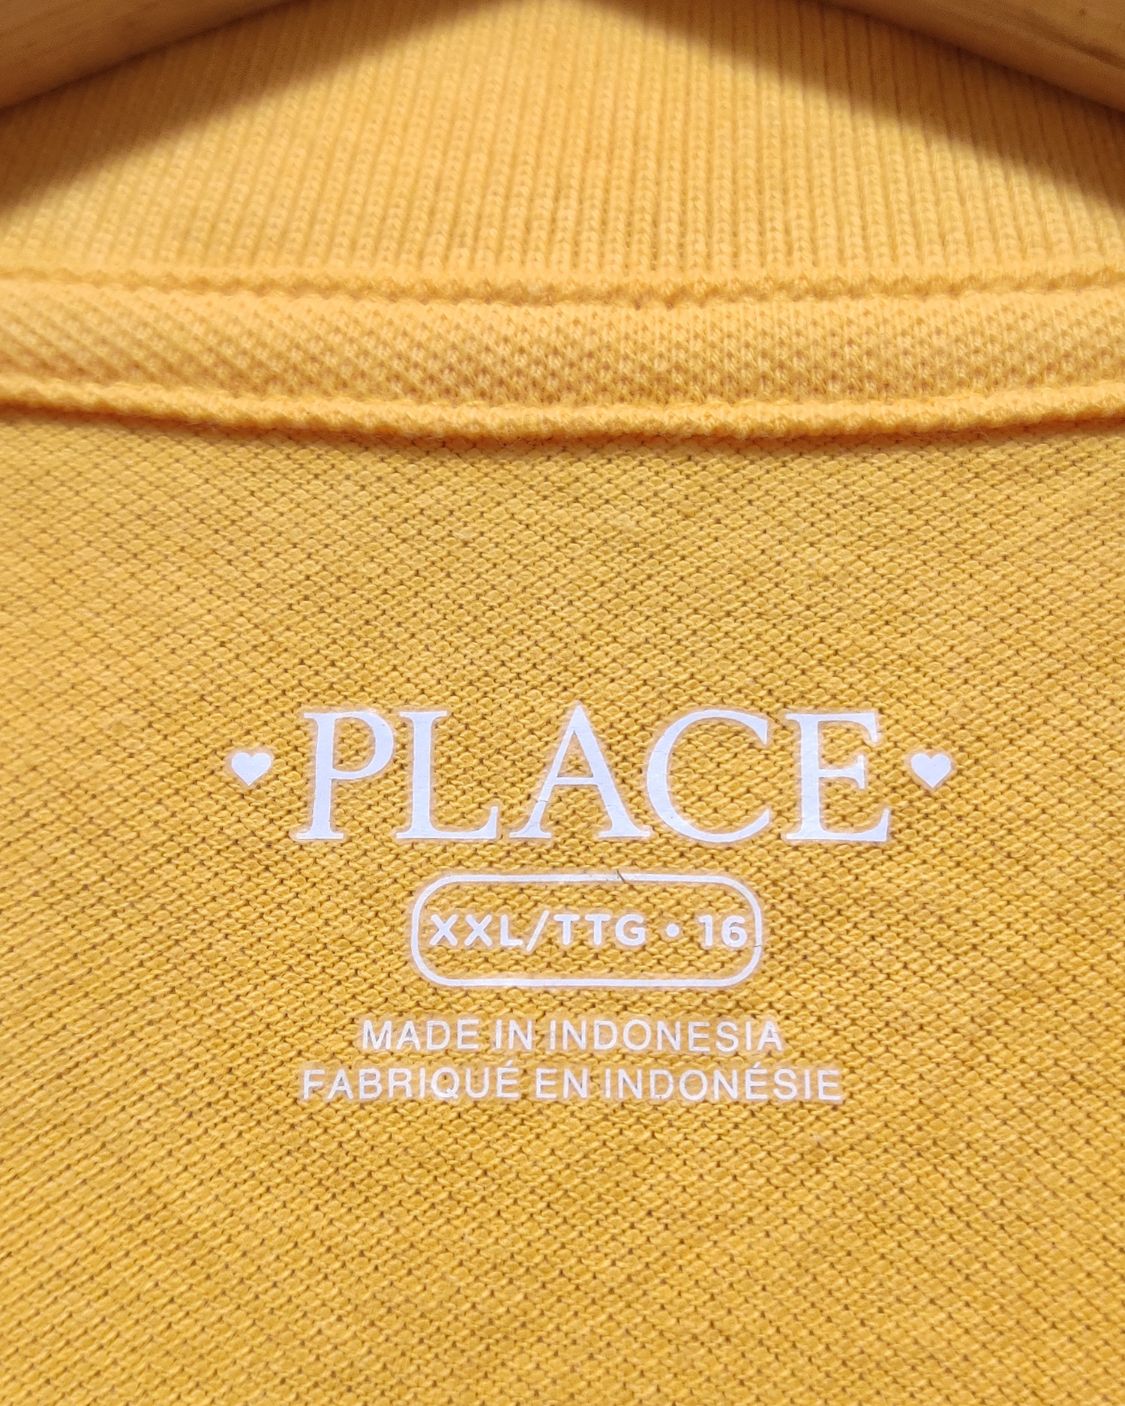 ♥PLACE♥
XXL/TTG • 16
MADE IN INDONESIA
FABRIQUÉ EN INDONÉSIE